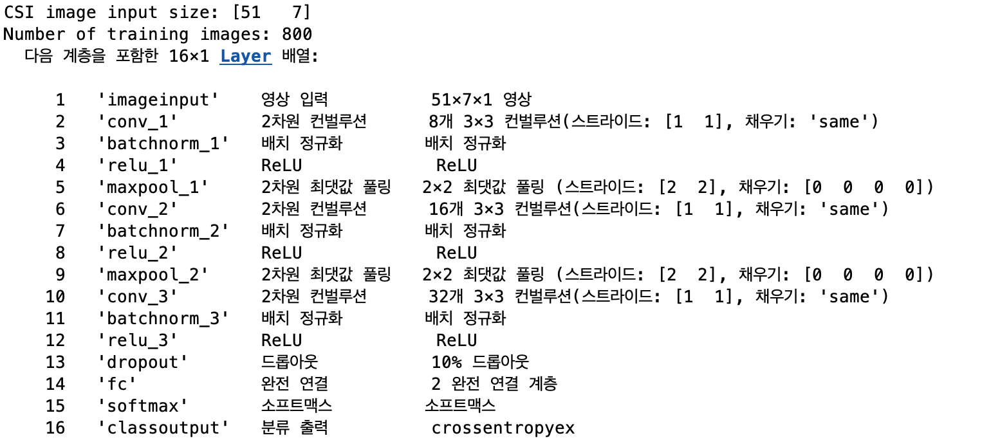 CSI image input size: [51   7]
Number of training images: 800
다음 계층을 포함한 16×1 Layer 배열:
1 'imageinput' 영상 입력 51×7×1 영상
2 'conv_1' 2차원 컨벌루션 8개 3×3 컨벌루션(스트라이드: [1  1], 채우기: 'same')
3 'batchnorm_1' 배치 정규화 배치 정규화
4 'relu_1' ReLU ReLU
5 'maxpool_1' 2차원 최댓값 풀링 2×2 최댓값 풀링 (스트라이드: [2  2], 채우기: [0  0  0  0])
6 'conv_2' 2차원 컨벌루션 16개 3×3 컨벌루션(스트라이드: [1  1], 채우기: 'same')
7 'batchnorm_2' 배치 정규화 배치 정규화
8 'relu_2' ReLU ReLU
9 'maxpool_2' 2차원 최댓값 풀링 2×2 최댓값 풀링 (스트라이드: [2  2], 채우기: [0  0  0  0])
10 'conv_3' 2차원 컨벌루션 32개 3×3 컨벌루션(스트라이드: [1  1], 채우기: 'same')
11 'batchnorm_3' 배치 정규화 배치 정규화
12 'relu_3' ReLU ReLU
13 'dropout' 드롭아웃 10% 드롭아웃
14 'fc' 완전 연결 2 완전 연결 계층
15 'softmax' 소프트맥스 소프트맥스
16 'classoutput' 분류 출력 crossentropyex